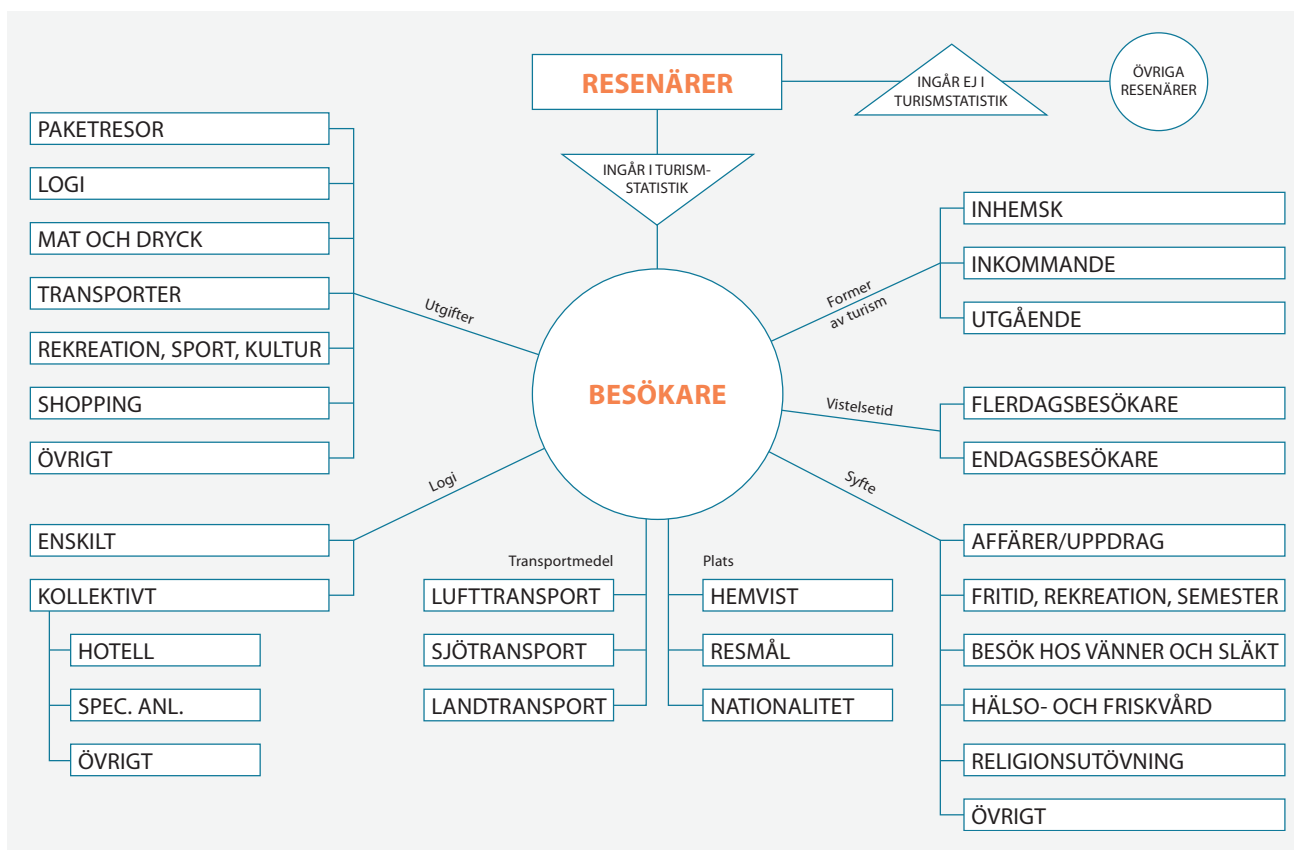 RESENÄRER
INGÅR EJ I
TURISMSTATISTIK
ÖVRIGA
RESENÄRER
INGÅR I TURISM-
STATISTIK
BESÖKARE
Utgifter
PAKETRESOR
LOGI
MAT OCH DRYCK
TRANSPORTER
REKREATION, SPORT, KULTUR
SHOPPING
ÖVRIGT
Logi
ENSKILT
KOLLEKTIVT
HOTELL
SPEC. ANL.
ÖVRIGT
Transportmedel
LUFTTRANSPORT
SJÖTRANSPORT
LANDTRANSPORT
Plats
HEMVIST
RESMÅL
NATIONALITET
Former
av turism
INHEMSK
INKOMMANDE
UTGÅENDE
Vistelsetid
FLERDAGSBESÖKARE
ENDAGSBESÖKARE
Syfte
AFFÄRER/UPPDRAG
FRITID, REKREATION, SEMESTER
BESÖK HOS VÄNNER OCH SLÄKT
HÄLSO- OCH FRISKVÅRD
RELIGIONSUTÖVNING
ÖVRIGT